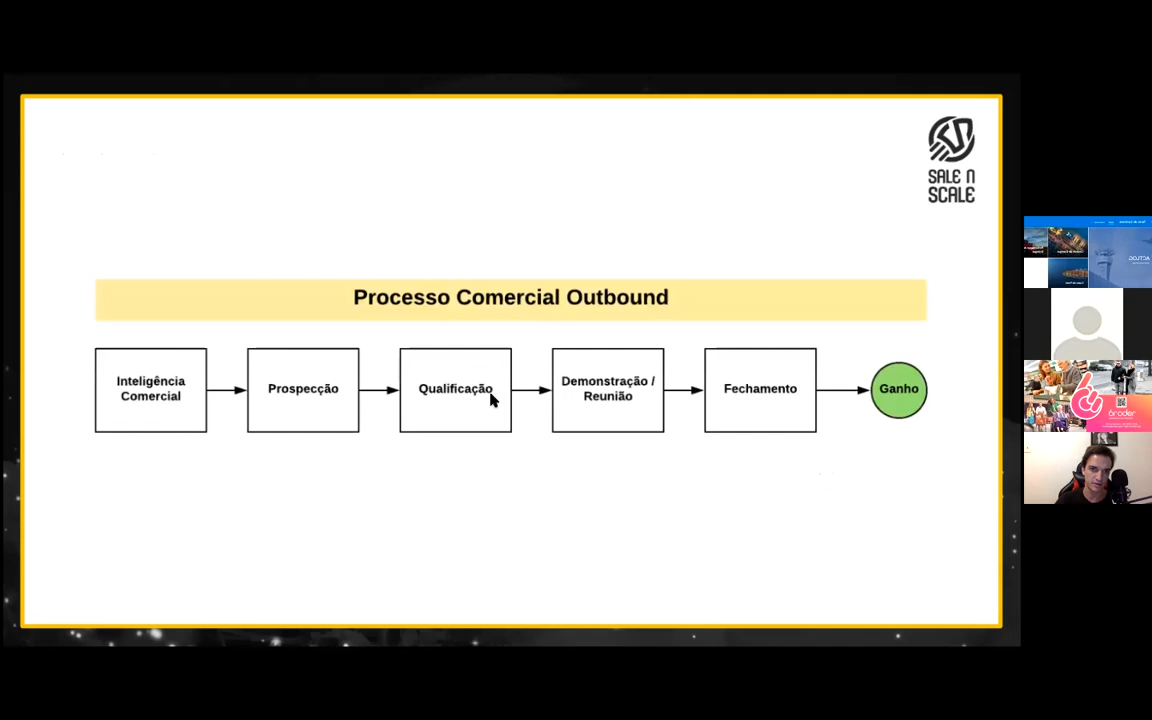 SALE N
SCALE
Processo Comercial Outbound
Inteligência
Comercial
Prospecção
Qualificação
Demonstração /
Reunião
Fechamento
Ganho